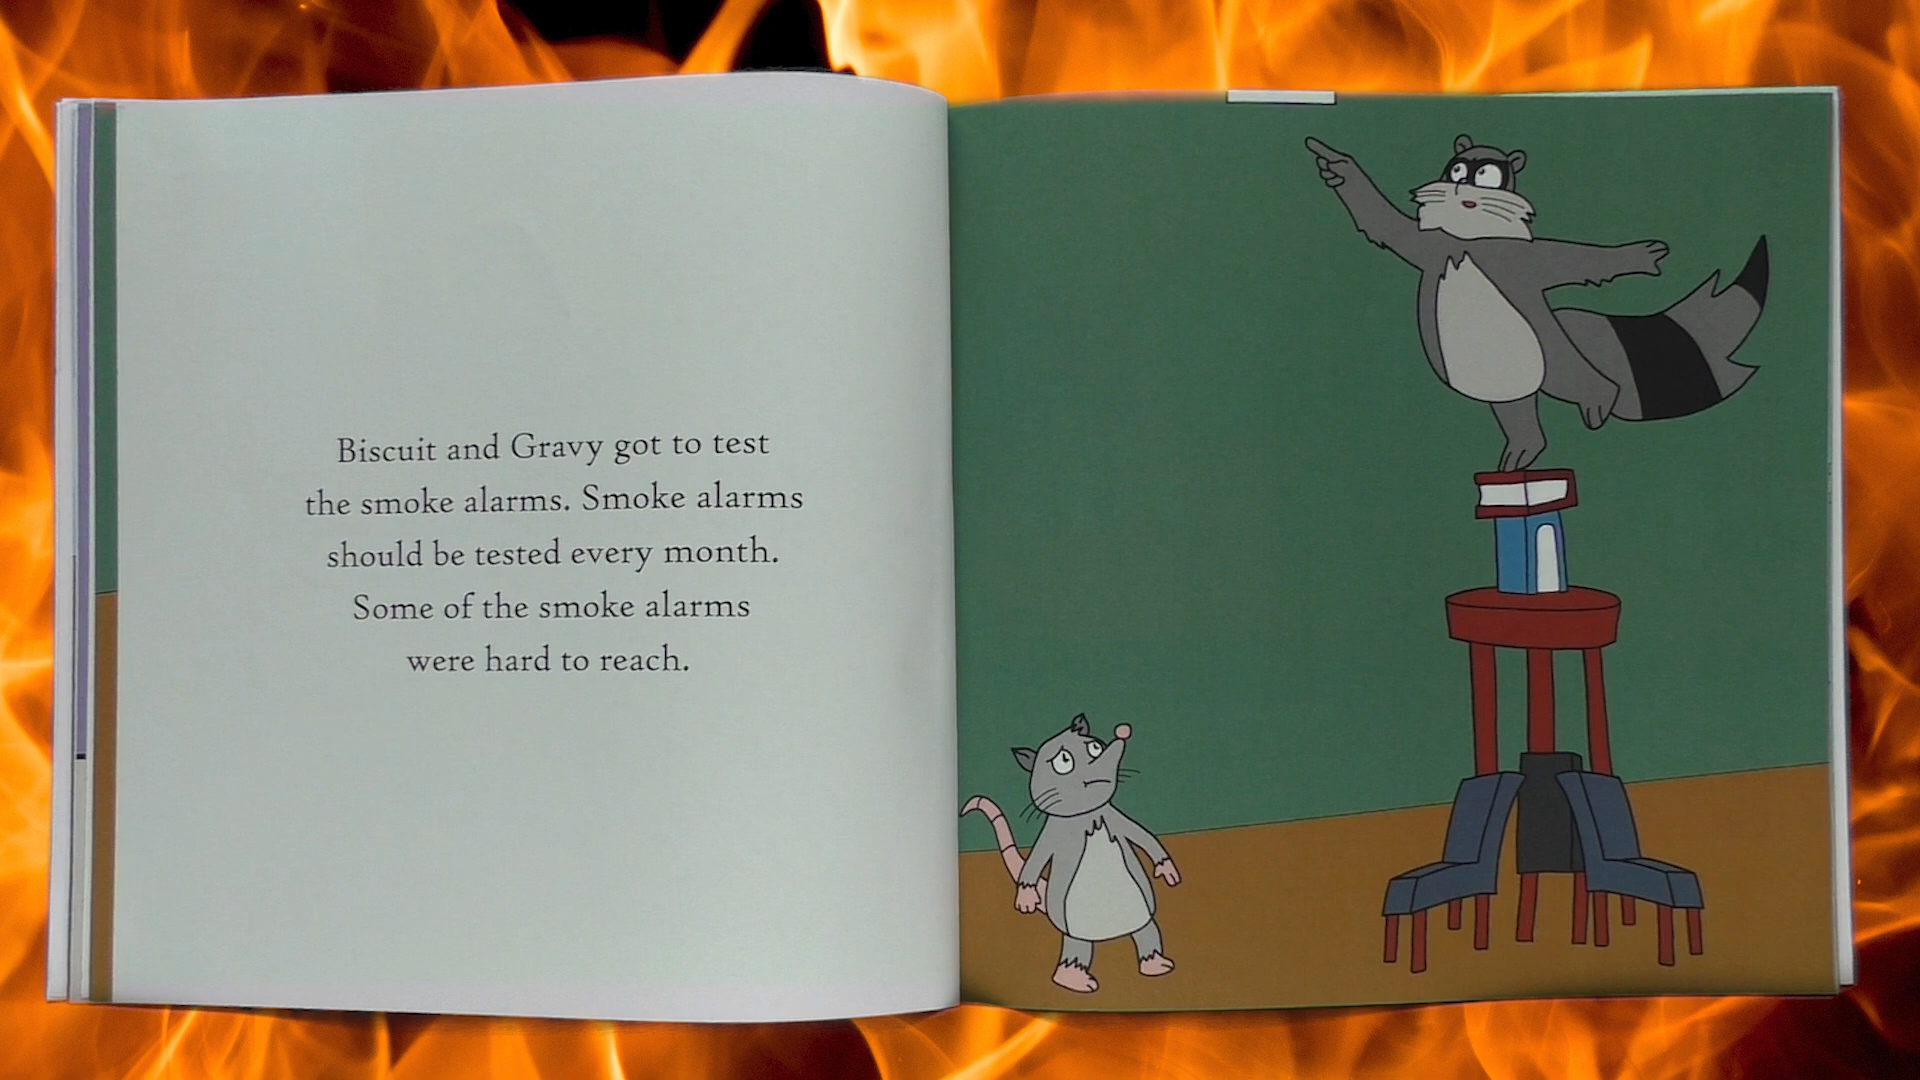 Biscuit and Gravy got to test
the smoke alarms. Smoke alarms
should be tested every month.
Some of the smoke alarms
were hard to reach.